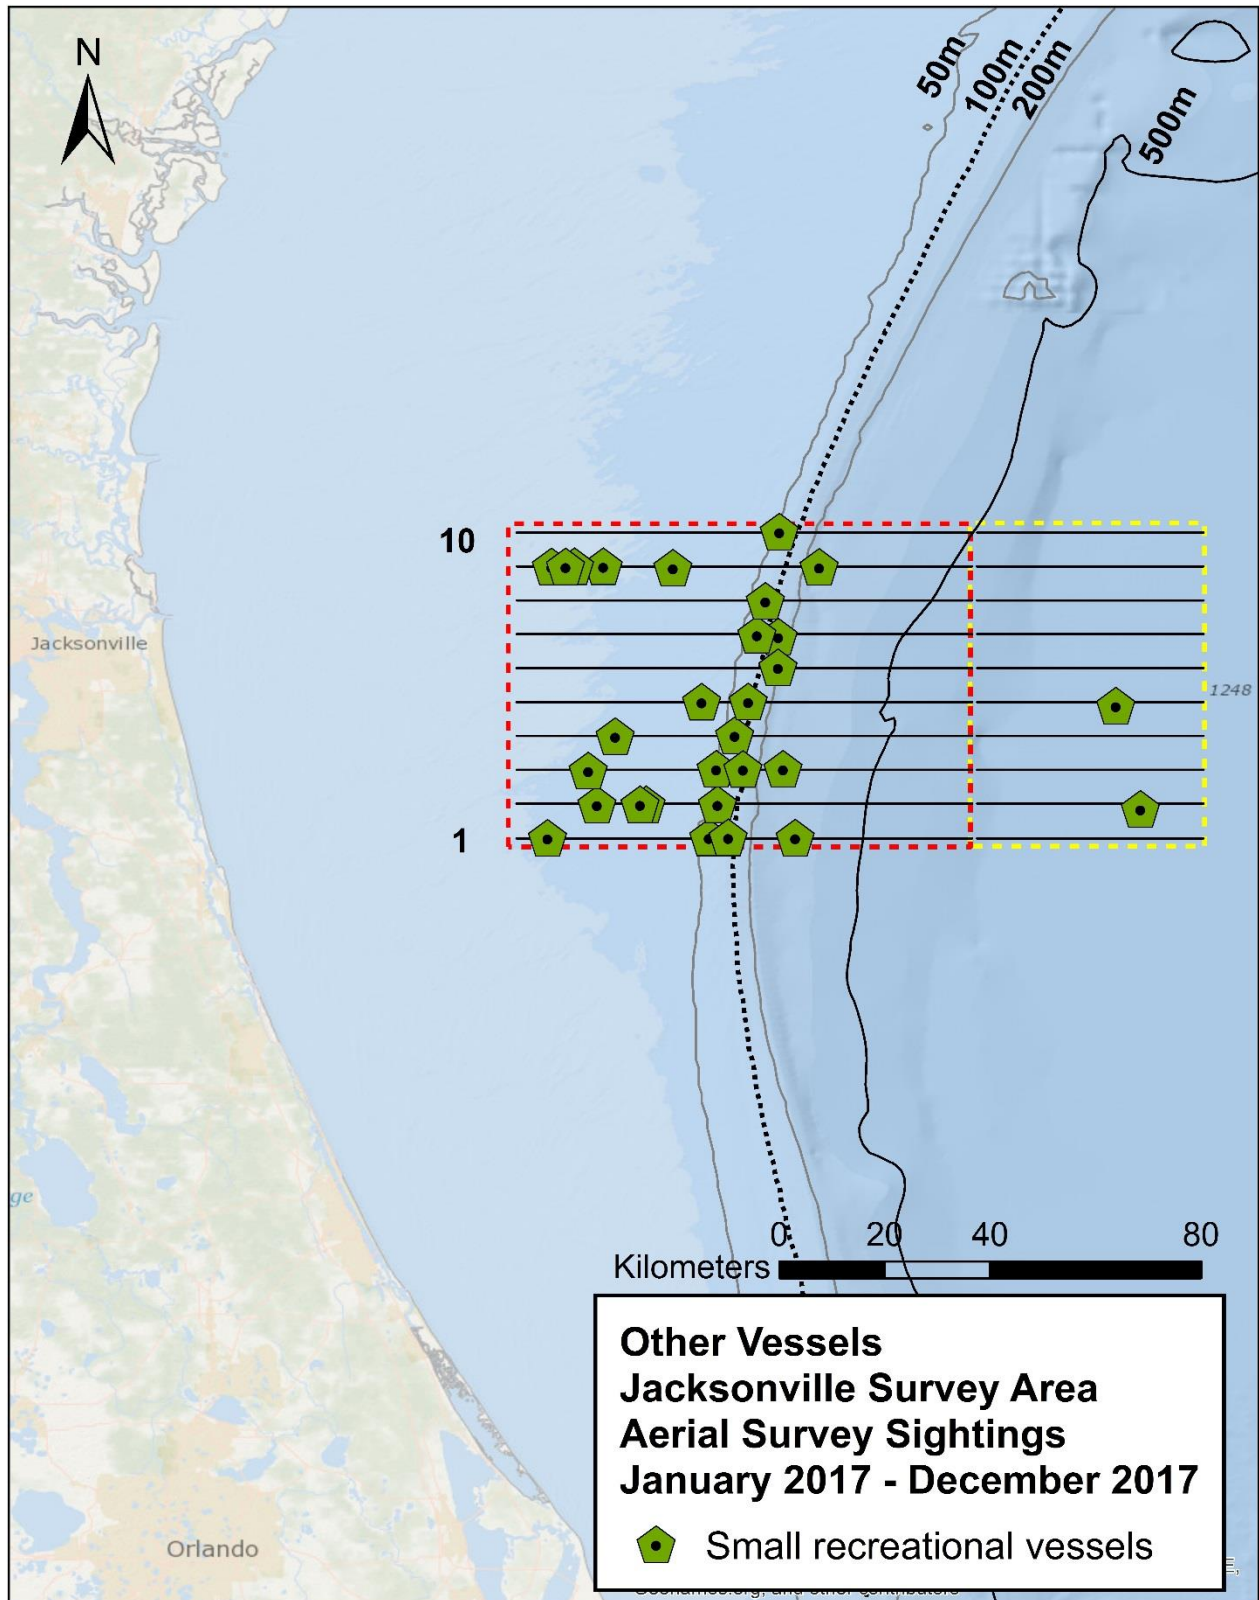 N
50m
100m
200m
500m
10
Jacksonville
1248
1
ge
0 20 40 80
Kilometers
Other Vessels
Jacksonville Survey Area
Aerial Survey Sightings
January 2017 - December 2017
Small recreational vessels
Orlando